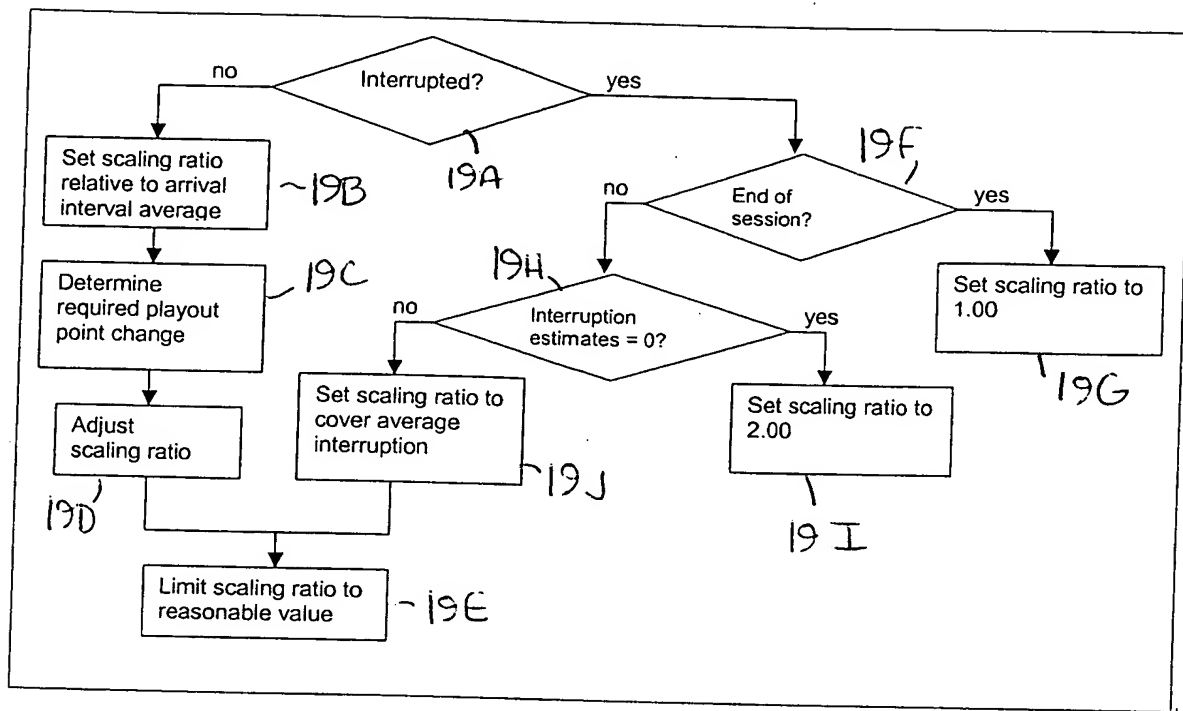 Interrupted?
no
yes
19A
Set scaling ratio
relative to arrival
interval average
19B
19F
End of
session?
no
yes
Determine
required playout
point change
19C
19H
Interruption
estimates = 0?
no
yes
Set scaling ratio to
1.00
19G
Adjust
scaling ratio
19D
Set scaling ratio to
cover average
interruption
19J
Set scaling ratio to
2.00
19I
Limit scaling ratio to
reasonable value
19E